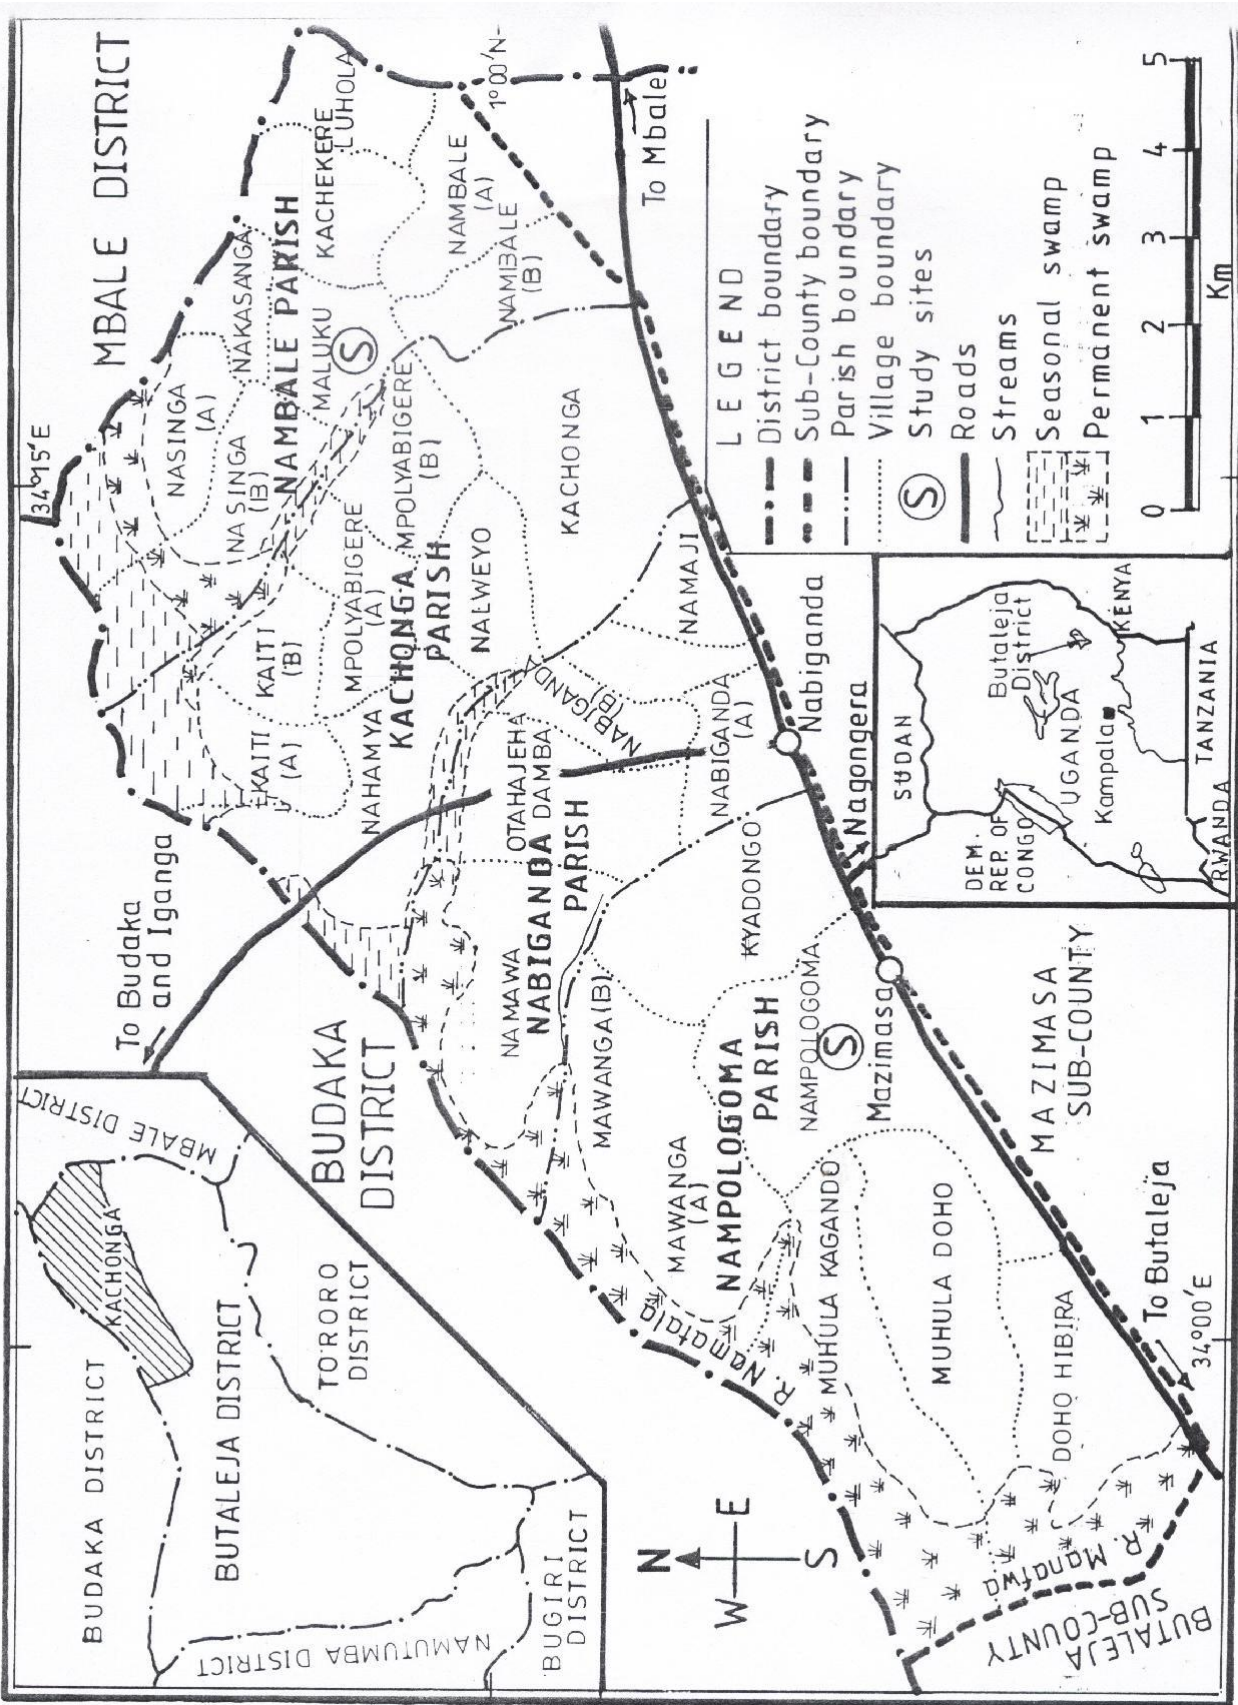 MBALE DISTRICT
34°15′E
1°00′N
LUHOLA
KACHEKERE
NAMBALE
(A)
NAMIBALE
(B)
NAKASANGA
NAMBALE PARISH
MALUKU
S
NASINGA
(A)
NASINGA
(B)
MPOLYABIGERE
(B)
MPOLYABIGERE
(A)
KACHONGA
PARISH
KACHONGA
NALWEYO
KAITI
(B)
KAITI
(A)
NAHAMYA
NAMAJI
NABIGANDA
(B)
NABIGANDA
(A)
OTAHAJEHA
DAMBA
NABIGANDA
PARISH
NAMAWA
KYADONGO
MAWANGA(B)
MAWANGA
(A)
NAMPOLOGOMA
PARISH
NAMPOLOGOMA
S
MUHULA KAGANDO
MUHULA DOHO
DOHO HIBIRA
R. Namatala
R. Manafwa
To Budaka
and Iganga
BUDAKA
DISTRICT
To Mbale
Nabiganda
Nagongera
Mazimasa
MAZIMASA
SUB-COUNTY
To Butaleja
34°00′E
BUTALEJA
SUB-COUNTY
N
W E
S
MBALE DISTRICT
KACHONGA
BUDAKA DISTRICT
BUTALEJA DISTRICT
TORORO
DISTRICT
NAMUTUMBA DISTRICT
BUGIRI
DISTRICT
LEGEND
District boundary
Sub-County boundary
Parish boundary
Village boundary
S Study sites
Roads
Streams
Seasonal swamp
Permanent swamp
0 1 2 3 4 5
Km
SUDAN
DEM.
REP. OF
CONGO
UGANDA
Kampala
Butaleja
District
KENYA
TANZANIA
RWANDA